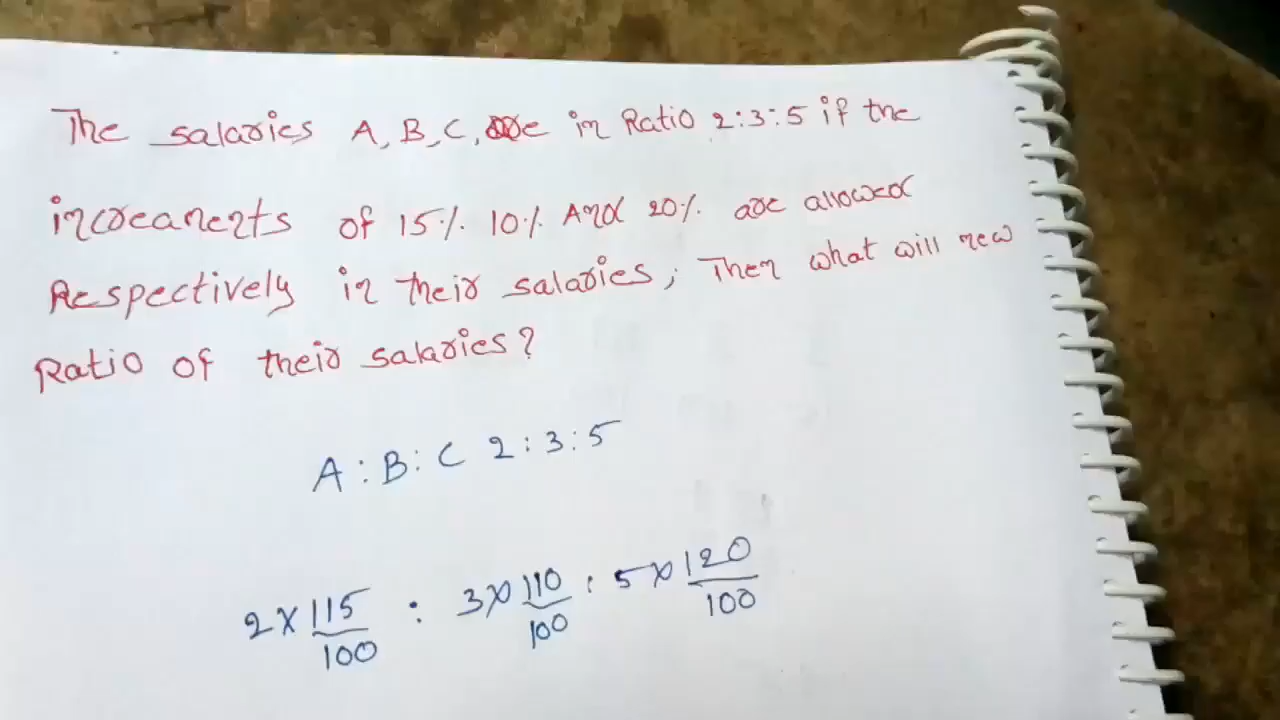 The salaries A, B, C, are in Ratio 2:3:5 if the
increanents of 15% 10% And 20% are allowed
Respectively in their salaries; Then what will new
Ratio of their salaries?
A : B : C 2 : 3 : 5
2 × 115/100 : 3 × 110/100 : 5 × 120/100